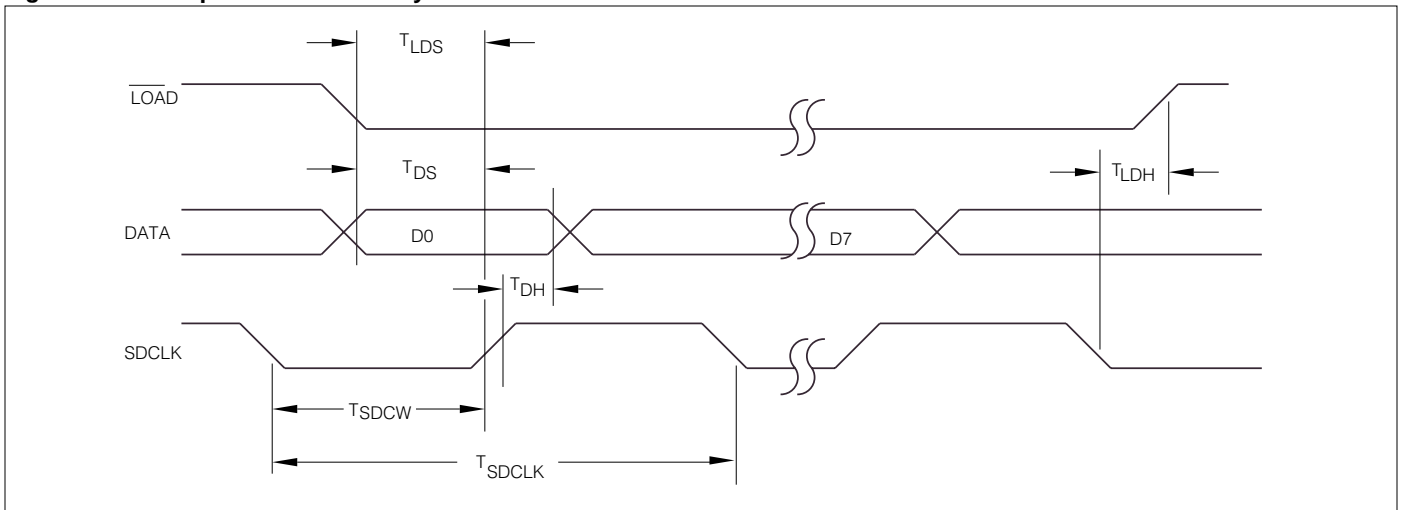 TLDS
LOAD
TDS
TLDH
DATA
D0
D7
TDH
SDCLK
TSDCW
TSDCLK